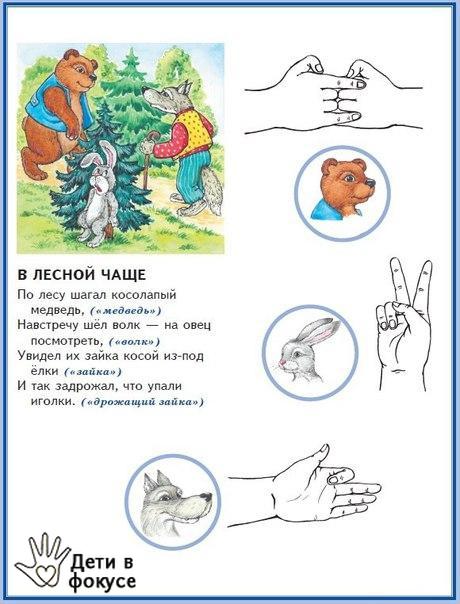 В ЛЕСНОЙ ЧАЩЕ
По лесу шагал косолапый
медведь, («медведь»)
Навстречу шёл волк — на овец
посмотреть, («волк»)
Увидел их зайка косой из-под
ёлки («зайка»)
И так задрожал, что упали
иголки. («дрожащий зайка»)
Дети в
фокусе